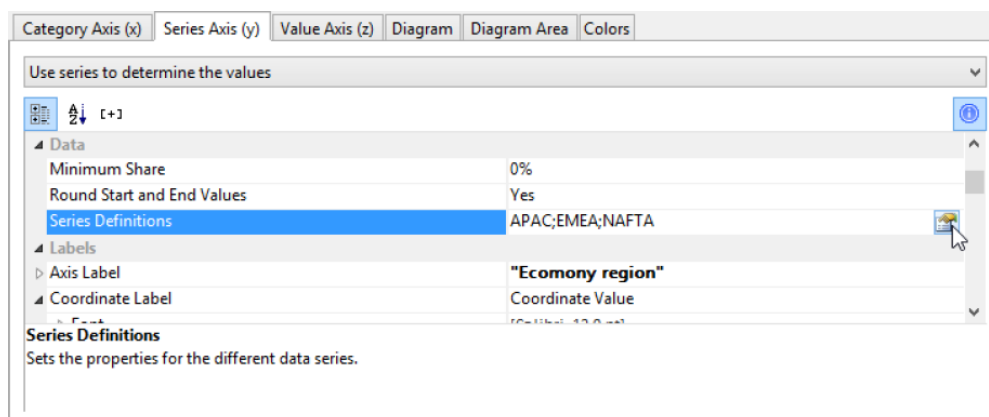 Category Axis (x) Series Axis (y) Value Axis (z) Diagram Diagram Area Colors
Use series to determine the values
A Z [+]
Data
Minimum Share 0%
Round Start and End Values Yes
Series Definitions APAC;EMEA;NAFTA
Labels
Axis Label "Ecomony region"
Coordinate Label Coordinate Value
Series Definitions
Sets the properties for the different data series.